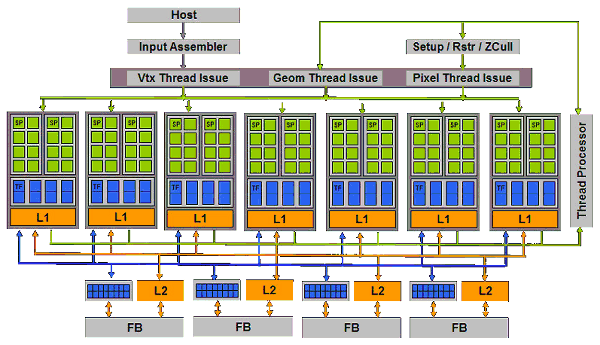 Host
Input Assembler
Setup / Rstr / ZCull
Vtx Thread Issue
Geom Thread Issue
Pixel Thread Issue
SP SP SP SP SP SP SP SP SP SP SP SP SP SP
Thread Processor
TF TF TF TF TF TF TF
L1 L1 L1 L1 L1 L1 L1
L2 L2 L2 L2
FB FB FB FB